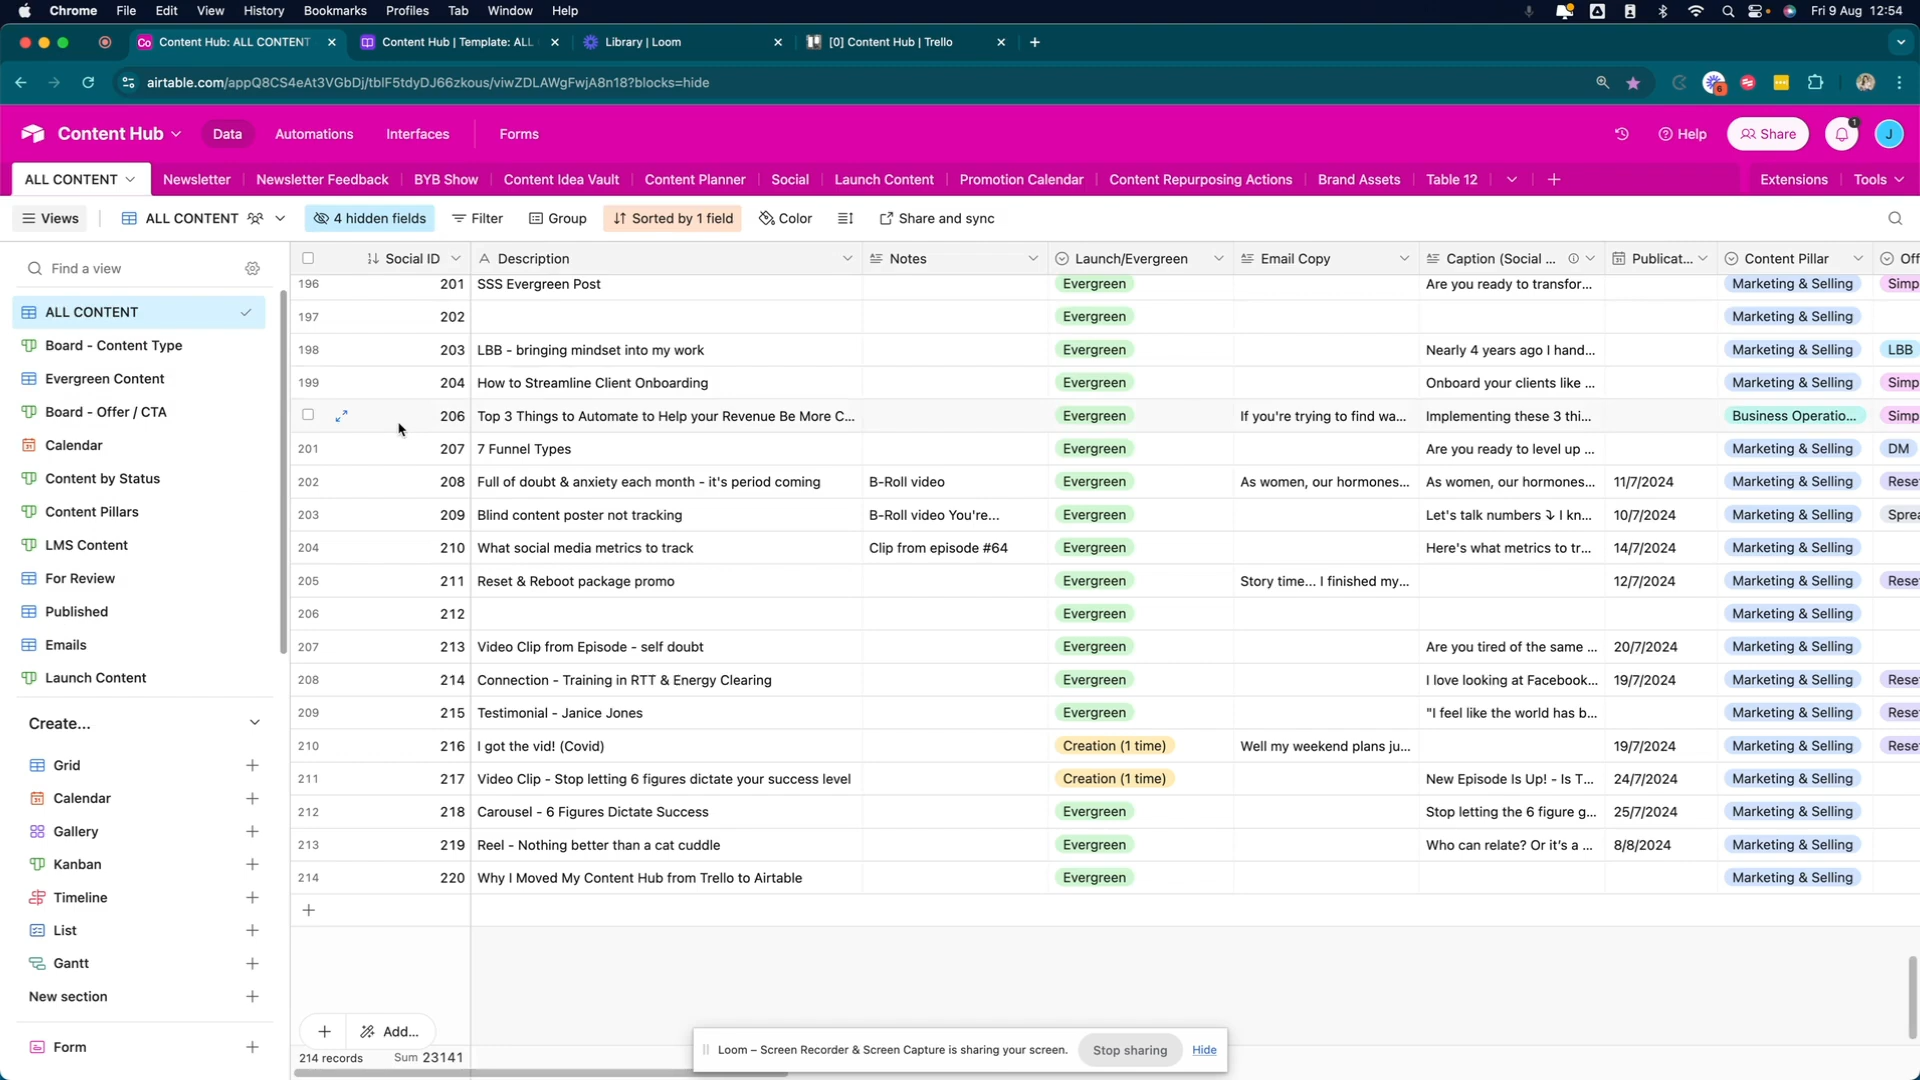 Chrome File Edit View History Bookmarks Profiles Tab Window Help Fri 9 Aug 12:54
Content Hub: ALL CONTENT Content Hub | Template: ALL Library | Loom [0] Content Hub | Trello
airtable.com/appQ8CS4eAt3VGbDj/tblF5tdyDJ66zkous/viwZDLAWgFwjA8n18?blocks=hide 6
Content Hub Data Automations Interfaces Forms Help Share 1 J
ALL CONTENT Newsletter Newsletter Feedback BYB Show Content Idea Vault Content Planner Social Launch Content Promotion Calendar Content Repurposing Actions Brand Assets Table 12 Extensions Tools
Views ALL CONTENT 4 hidden fields Filter Group Sorted by 1 field Color Share and sync
Find a view
ALL CONTENT
Board - Content Type
Evergreen Content
Board - Offer / CTA
Calendar
Content by Status
Content Pillars
LMS Content
For Review
Published
Emails
Launch Content
Create...
Grid
Calendar
Gallery
Kanban
Timeline
List
Gantt
New section
Form
Social ID Description Notes Launch/Evergreen Email Copy Caption (Social ... Publicat... Content Pillar Off
196 201 SSS Evergreen Post Evergreen Are you ready to transfor... Marketing & Selling Simp
197 202 Evergreen Marketing & Selling
198 203 LBB - bringing mindset into my work Evergreen Nearly 4 years ago I hand... Marketing & Selling LBB
199 204 How to Streamline Client Onboarding Evergreen Onboard your clients like ... Marketing & Selling Simp
206 Top 3 Things to Automate to Help your Revenue Be More C... Evergreen If you're trying to find wa... Implementing these 3 thi... Business Operatio... Simp
201 207 7 Funnel Types Evergreen Are you ready to level up ... Marketing & Selling DM
202 208 Full of doubt & anxiety each month - it's period coming B-Roll video Evergreen As women, our hormones... As women, our hormones... 11/7/2024 Marketing & Selling Rese
203 209 Blind content poster not tracking B-Roll video You're... Evergreen Let's talk numbers ⤵ I kn... 10/7/2024 Marketing & Selling Sprea
204 210 What social media metrics to track Clip from episode #64 Evergreen Here's what metrics to tr... 14/7/2024 Marketing & Selling
205 211 Reset & Reboot package promo Evergreen Story time... I finished my... 12/7/2024 Marketing & Selling Rese
206 212 Evergreen Marketing & Selling
207 213 Video Clip from Episode - self doubt Evergreen Are you tired of the same ... 20/7/2024 Marketing & Selling
208 214 Connection - Training in RTT & Energy Clearing Evergreen I love looking at Facebook... 19/7/2024 Marketing & Selling Rese
209 215 Testimonial - Janice Jones Evergreen "I feel like the world has b... Marketing & Selling Rese
210 216 I got the vid! (Covid) Creation (1 time) Well my weekend plans ju... 19/7/2024 Marketing & Selling Rese
211 217 Video Clip - Stop letting 6 figures dictate your success level Creation (1 time) New Episode Is Up! - Is T... 24/7/2024 Marketing & Selling
212 218 Carousel - 6 Figures Dictate Success Evergreen Stop letting the 6 figure g... 25/7/2024 Marketing & Selling
213 219 Reel - Nothing better than a cat cuddle Evergreen Who can relate? Or it's a ... 8/8/2024 Marketing & Selling
214 220 Why I Moved My Content Hub from Trello to Airtable Evergreen Marketing & Selling
Add...
214 records Sum 23141
Loom – Screen Recorder & Screen Capture is sharing your screen. Stop sharing Hide